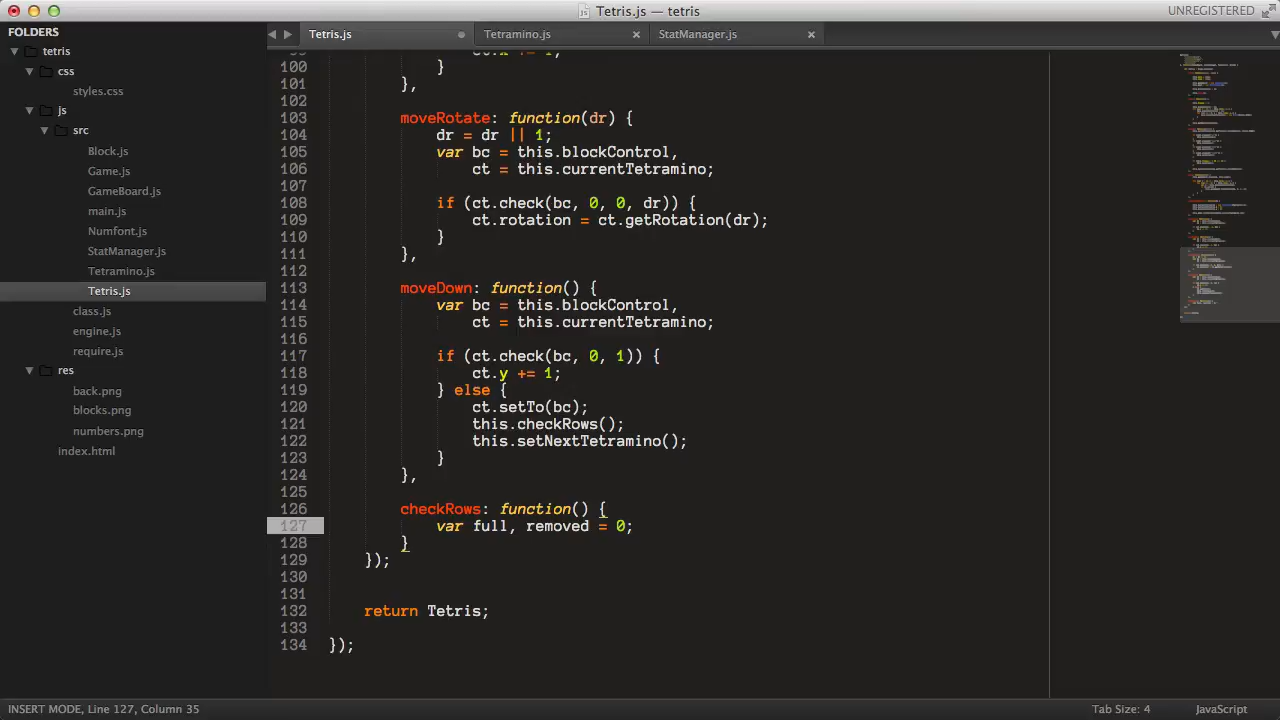 Tetris.js — tetris
UNREGISTERED
FOLDERS
tetris
css
styles.css
js
src
Block.js
Game.js
GameBoard.js
main.js
Numfont.js
StatManager.js
Tetramino.js
Tetris.js
class.js
engine.js
require.js
res
back.png
blocks.png
numbers.png
index.html
Tetris.js
Tetramino.js
StatManager.js
100 }
101 },
102
103 moveRotate: function(dr) {
104 dr = dr || 1;
105 var bc = this.blockControl,
106 ct = this.currentTetramino;
107
108 if (ct.check(bc, 0, 0, dr)) {
109 ct.rotation = ct.getRotation(dr);
110 }
111 },
112
113 moveDown: function() {
114 var bc = this.blockControl,
115 ct = this.currentTetramino;
116
117 if (ct.check(bc, 0, 1)) {
118 ct.y += 1;
119 } else {
120 ct.setTo(bc);
121 this.checkRows();
122 this.setNextTetramino();
123 }
124 },
125
126 checkRows: function() {
127 var full, removed = 0;
128 }
129 });
130
131
132 return Tetris;
133
134 });
INSERT MODE, Line 127, Column 35
Tab Size: 4
JavaScript